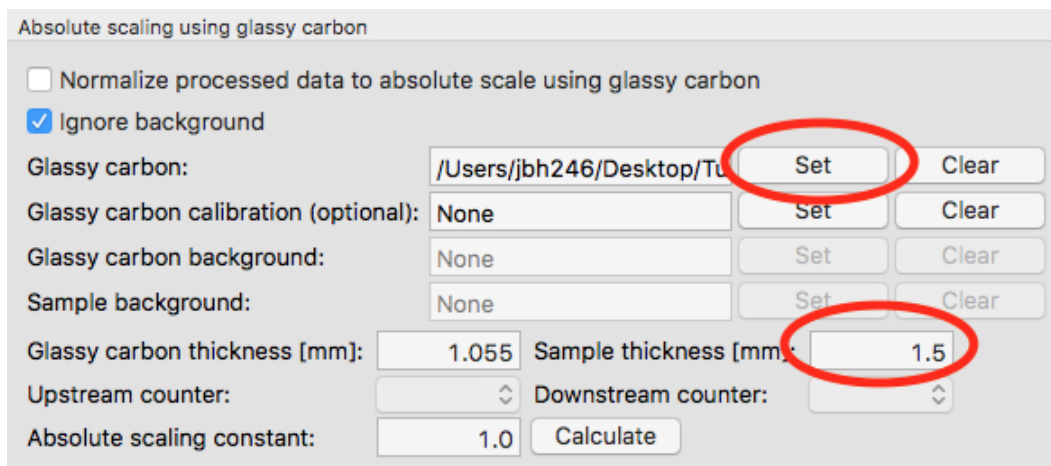 Absolute scaling using glassy carbon
Normalize processed data to absolute scale using glassy carbon
Ignore background
Glassy carbon: /Users/jbh246/Desktop/Tu Set Clear
Glassy carbon calibration (optional): None Set Clear
Glassy carbon background: None Set Clear
Sample background: None Set Clear
Glassy carbon thickness [mm]: 1.055 Sample thickness [mm]: 1.5
Upstream counter: Downstream counter:
Absolute scaling constant: 1.0 Calculate